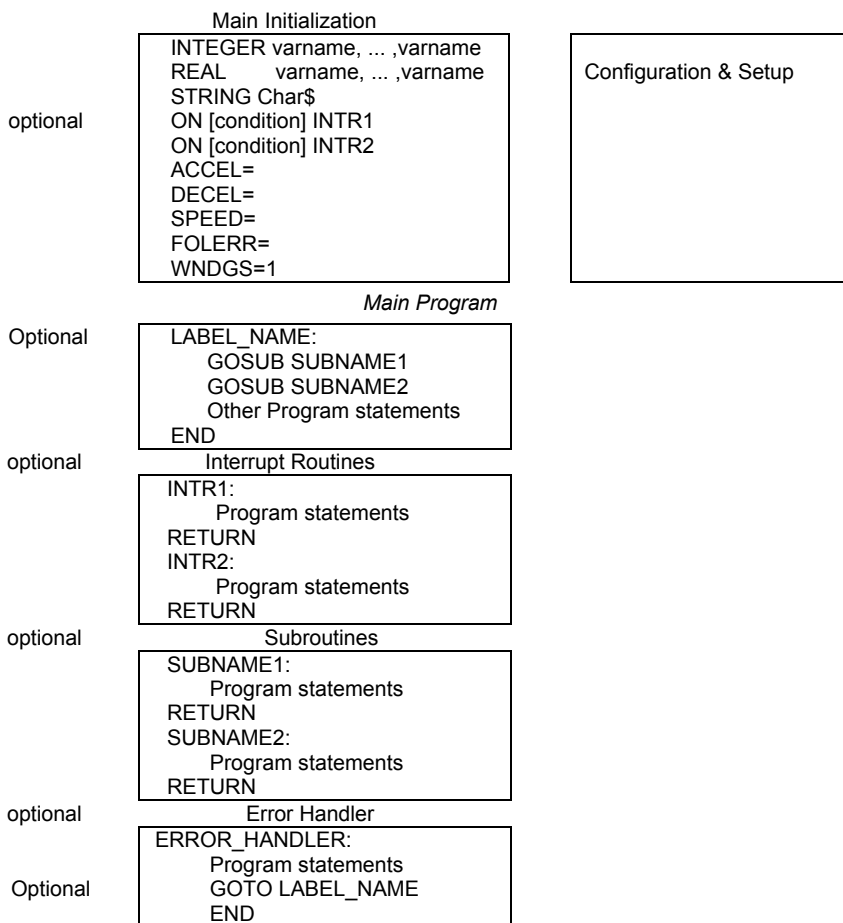 Main Initialization
INTEGER varname, ... ,varname
REAL varname, ... ,varname
Configuration & Setup
STRING Char$
optional ON [condition] INTR1
ON [condition] INTR2
ACCEL=
DECEL=
SPEED=
FOLERR=
WNDGS=1
Main Program
Optional LABEL_NAME:
GOSUB SUBNAME1
GOSUB SUBNAME2
Other Program statements
END
optional Interrupt Routines
INTR1:
Program statements
RETURN
INTR2:
Program statements
RETURN
optional Subroutines
SUBNAME1:
Program statements
RETURN
SUBNAME2:
Program statements
RETURN
optional Error Handler
ERROR_HANDLER:
Program statements
Optional GOTO LABEL_NAME
END